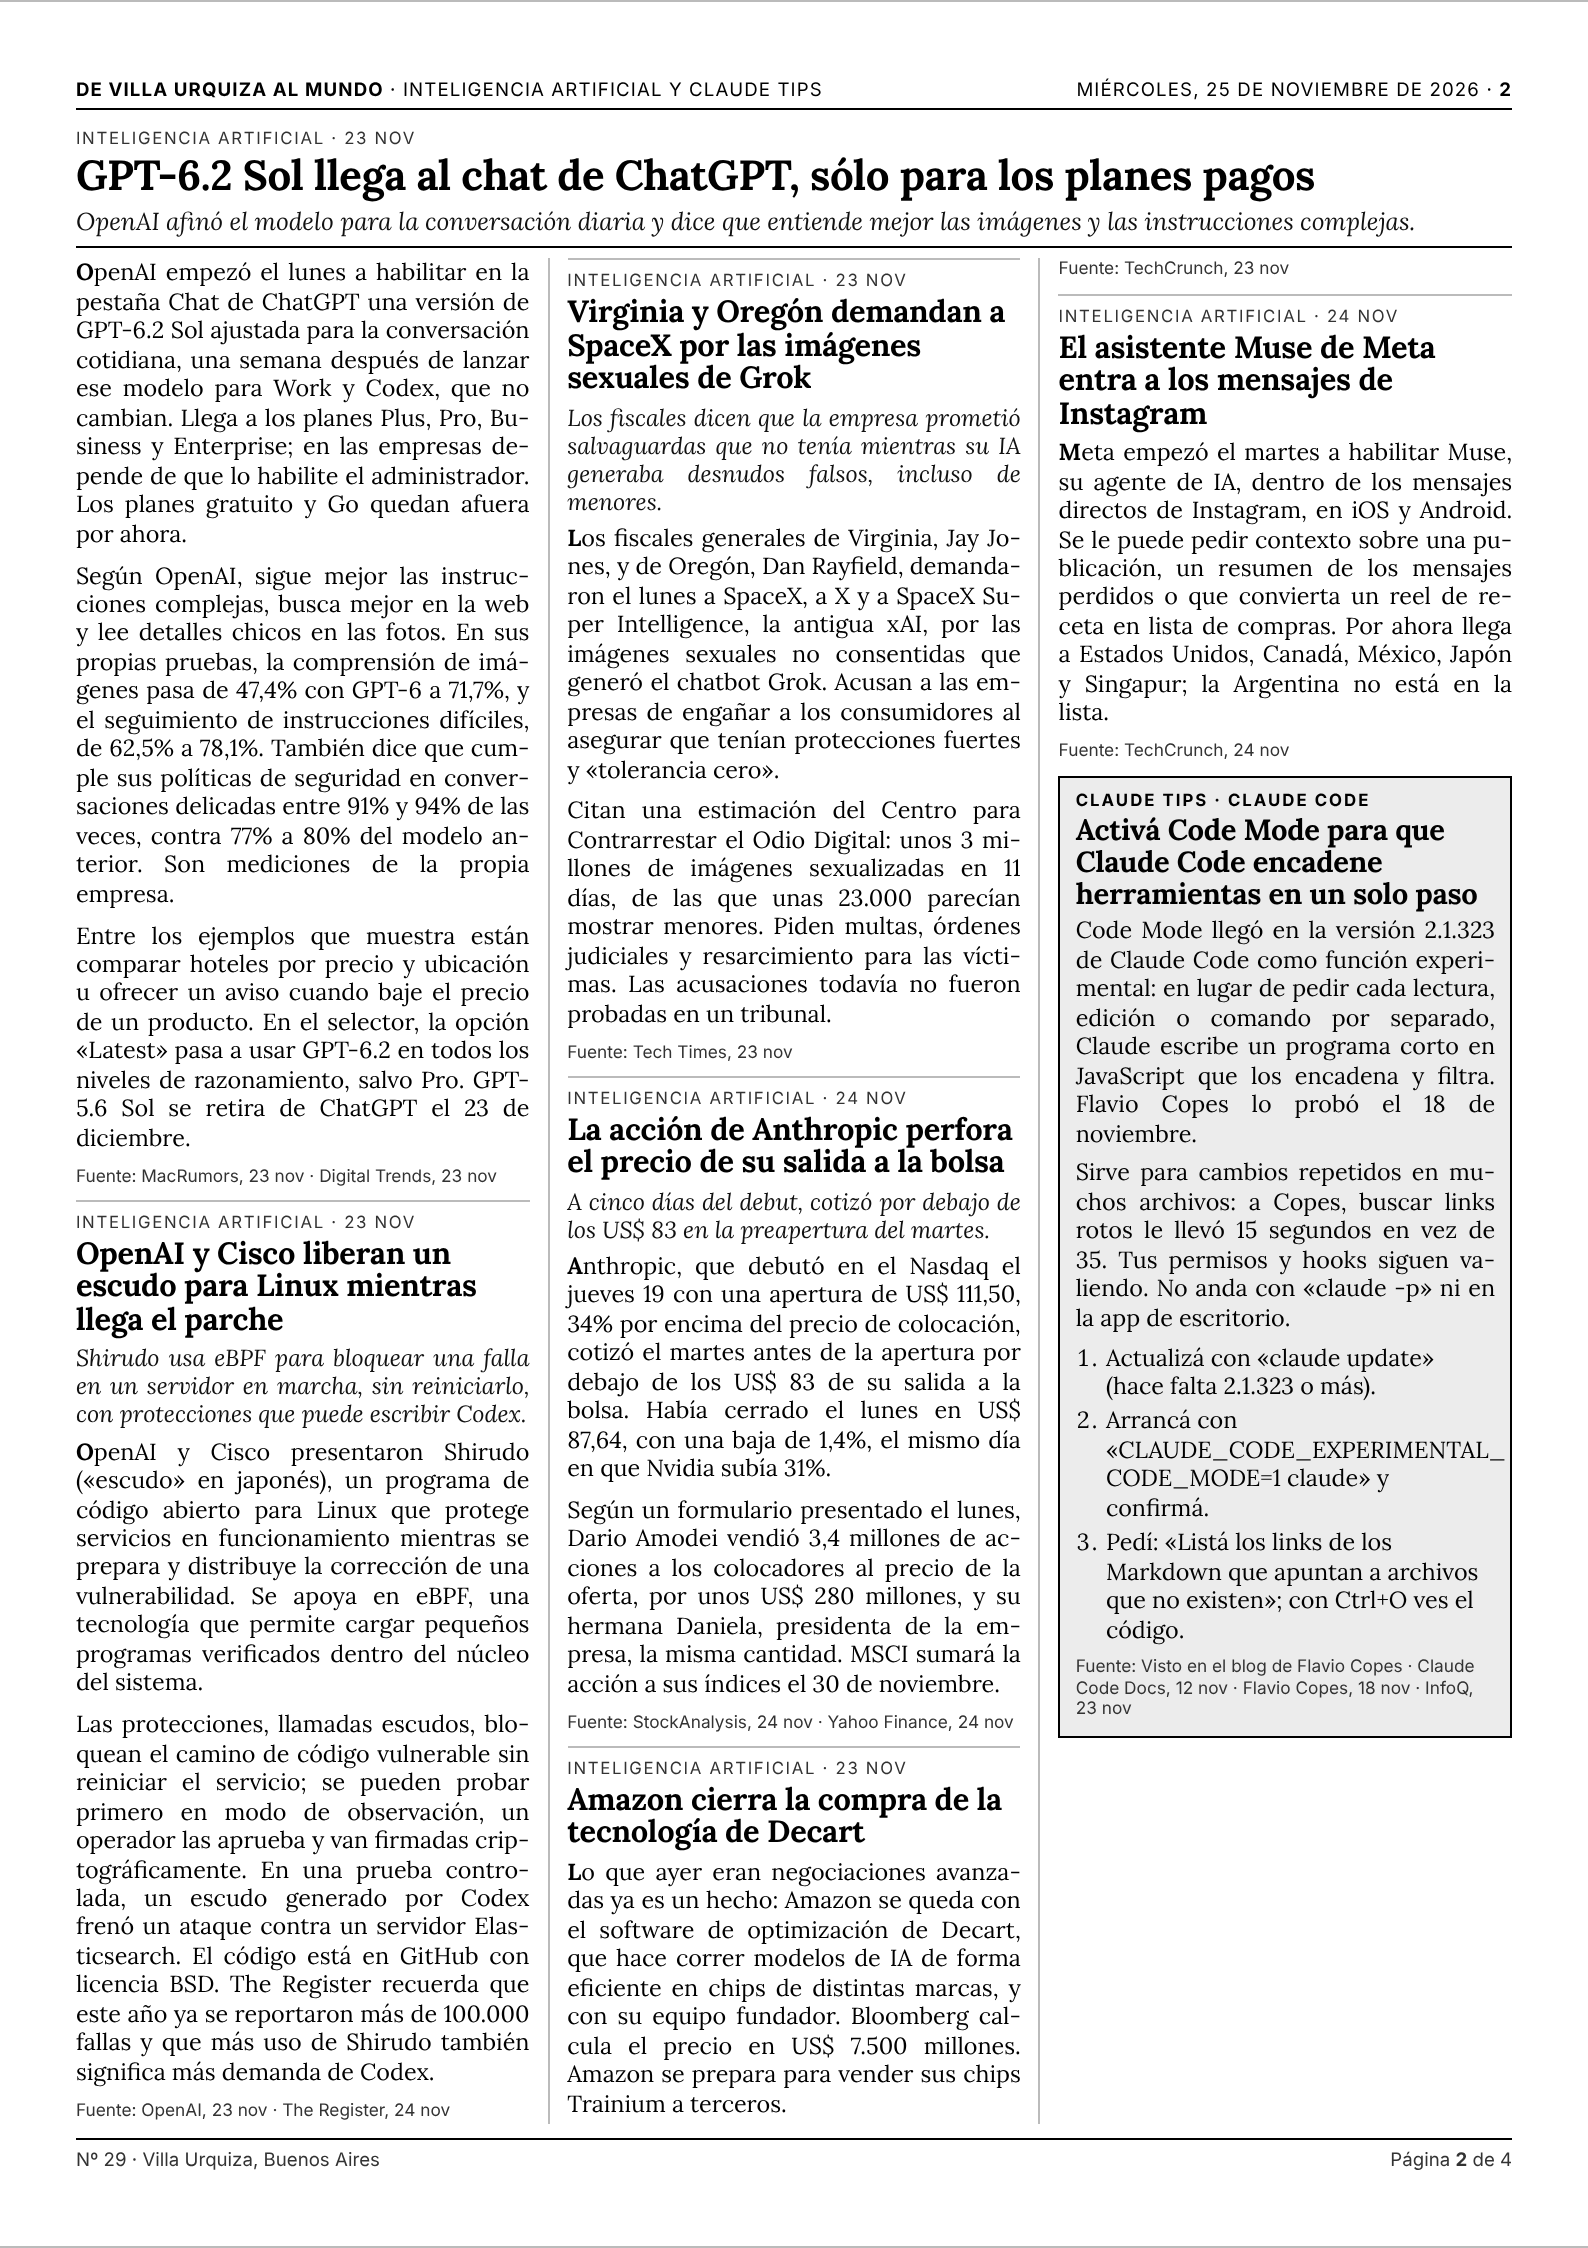 DE VILLA URQUIZA AL MUNDO · INTELIGENCIA ARTIFICIAL Y CLAUDE TIPS
MIÉRCOLES, 25 DE NOVIEMBRE DE 2026 · 2
INTELIGENCIA ARTIFICIAL · 23 NOV
GPT-6.2 Sol llega al chat de ChatGPT, sólo para los planes pagos
OpenAI afinó el modelo para la conversación diaria y dice que entiende mejor las imágenes y las instrucciones complejas.
OpenAI empezó el lunes a habilitar en la
pestaña Chat de ChatGPT una versión de
GPT-6.2 Sol ajustada para la conversación
cotidiana, una semana después de lanzar
ese modelo para Work y Codex, que no
cambian. Llega a los planes Plus, Pro, Bu-
siness y Enterprise; en las empresas de-
pende de que lo habilite el administrador.
Los planes gratuito y Go quedan afuera
por ahora.
Según OpenAI, sigue mejor las instruc-
ciones complejas, busca mejor en la web
y lee detalles chicos en las fotos. En sus
propias pruebas, la comprensión de imá-
genes pasa de 47,4% con GPT-6 a 71,7%, y
el seguimiento de instrucciones difíciles,
de 62,5% a 78,1%. También dice que cum-
ple sus políticas de seguridad en conver-
saciones delicadas entre 91% y 94% de las
veces, contra 77% a 80% del modelo an-
terior. Son mediciones de la propia
empresa.
Entre los ejemplos que muestra están
comparar hoteles por precio y ubicación
u ofrecer un aviso cuando baje el precio
de un producto. En el selector, la opción
«Latest» pasa a usar GPT-6.2 en todos los
niveles de razonamiento, salvo Pro. GPT-
5.6 Sol se retira de ChatGPT el 23 de
diciembre.
Fuente: MacRumors, 23 nov · Digital Trends, 23 nov
INTELIGENCIA ARTIFICIAL · 23 NOV
OpenAI y Cisco liberan un
escudo para Linux mientras
llega el parche
Shirudo usa eBPF para bloquear una falla
en un servidor en marcha, sin reiniciarlo,
con protecciones que puede escribir Codex.
OpenAI y Cisco presentaron Shirudo
(«escudo» en japonés), un programa de
código abierto para Linux que protege
servicios en funcionamiento mientras se
prepara y distribuye la corrección de una
vulnerabilidad. Se apoya en eBPF, una
tecnología que permite cargar pequeños
programas verificados dentro del núcleo
del sistema.
Las protecciones, llamadas escudos, blo-
quean el camino de código vulnerable sin
reiniciar el servicio; se pueden probar
primero en modo de observación, un
operador las aprueba y van firmadas crip-
tográficamente. En una prueba contro-
lada, un escudo generado por Codex
frenó un ataque contra un servidor Elas-
ticsearch. El código está en GitHub con
licencia BSD. The Register recuerda que
este año ya se reportaron más de 100.000
fallas y que más uso de Shirudo también
significa más demanda de Codex.
Fuente: OpenAI, 23 nov · The Register, 24 nov
INTELIGENCIA ARTIFICIAL · 23 NOV
Virginia y Oregón demandan a
SpaceX por las imágenes
sexuales de Grok
Los fiscales dicen que la empresa prometió
salvaguardas que no tenía mientras su IA
generaba desnudos falsos, incluso de
menores.
Los fiscales generales de Virginia, Jay Jo-
nes, y de Oregón, Dan Rayfield, demanda-
ron el lunes a SpaceX, a X y a SpaceX Su-
per Intelligence, la antigua xAI, por las
imágenes sexuales no consentidas que
generó el chatbot Grok. Acusan a las em-
presas de engañar a los consumidores al
asegurar que tenían protecciones fuertes
y «tolerancia cero».
Citan una estimación del Centro para
Contrarrestar el Odio Digital: unos 3 mi-
llones de imágenes sexualizadas en 11
días, de las que unas 23.000 parecían
mostrar menores. Piden multas, órdenes
judiciales y resarcimiento para las vícti-
mas. Las acusaciones todavía no fueron
probadas en un tribunal.
Fuente: Tech Times, 23 nov
INTELIGENCIA ARTIFICIAL · 24 NOV
La acción de Anthropic perfora
el precio de su salida a la bolsa
A cinco días del debut, cotizó por debajo de
los US$ 83 en la preapertura del martes.
Anthropic, que debutó en el Nasdaq el
jueves 19 con una apertura de US$ 111,50,
34% por encima del precio de colocación,
cotizó el martes antes de la apertura por
debajo de los US$ 83 de su salida a la
bolsa. Había cerrado el lunes en US$
87,64, con una baja de 1,4%, el mismo día
en que Nvidia subía 31%.
Según un formulario presentado el lunes,
Dario Amodei vendió 3,4 millones de ac-
ciones a los colocadores al precio de la
oferta, por unos US$ 280 millones, y su
hermana Daniela, presidenta de la em-
presa, la misma cantidad. MSCI sumará la
acción a sus índices el 30 de noviembre.
Fuente: StockAnalysis, 24 nov · Yahoo Finance, 24 nov
INTELIGENCIA ARTIFICIAL · 23 NOV
Amazon cierra la compra de la
tecnología de Decart
Lo que ayer eran negociaciones avanza-
das ya es un hecho: Amazon se queda con
el software de optimización de Decart,
que hace correr modelos de IA de forma
eficiente en chips de distintas marcas, y
con su equipo fundador. Bloomberg cal-
cula el precio en US$ 7.500 millones.
Amazon se prepara para vender sus chips
Trainium a terceros.
Fuente: TechCrunch, 23 nov
INTELIGENCIA ARTIFICIAL · 24 NOV
El asistente Muse de Meta
entra a los mensajes de
Instagram
Meta empezó el martes a habilitar Muse,
su agente de IA, dentro de los mensajes
directos de Instagram, en iOS y Android.
Se le puede pedir contexto sobre una pu-
blicación, un resumen de los mensajes
perdidos o que convierta un reel de re-
ceta en lista de compras. Por ahora llega
a Estados Unidos, Canadá, México, Japón
y Singapur; la Argentina no está en la
lista.
Fuente: TechCrunch, 24 nov
CLAUDE TIPS · CLAUDE CODE
Activá Code Mode para que
Claude Code encadene
herramientas en un solo paso
Code Mode llegó en la versión 2.1.323
de Claude Code como función experi-
mental: en lugar de pedir cada lectura,
edición o comando por separado,
Claude escribe un programa corto en
JavaScript que los encadena y filtra.
Flavio Copes lo probó el 18 de
noviembre.
Sirve para cambios repetidos en mu-
chos archivos: a Copes, buscar links
rotos le llevó 15 segundos en vez de
35. Tus permisos y hooks siguen va-
liendo. No anda con «claude -p» ni en
la app de escritorio.
1. Actualizá con «claude update»
(hace falta 2.1.323 o más).
2. Arrancá con
«CLAUDE_CODE_EXPERIMENTAL_
CODE_MODE=1 claude» y
confirmá.
3. Pedí: «Listá los links de los
Markdown que apuntan a archivos
que no existen»; con Ctrl+O ves el
código.
Fuente: Visto en el blog de Flavio Copes · Claude
Code Docs, 12 nov · Flavio Copes, 18 nov · InfoQ,
23 nov
Nº 29 · Villa Urquiza, Buenos Aires
Página 2 de 4